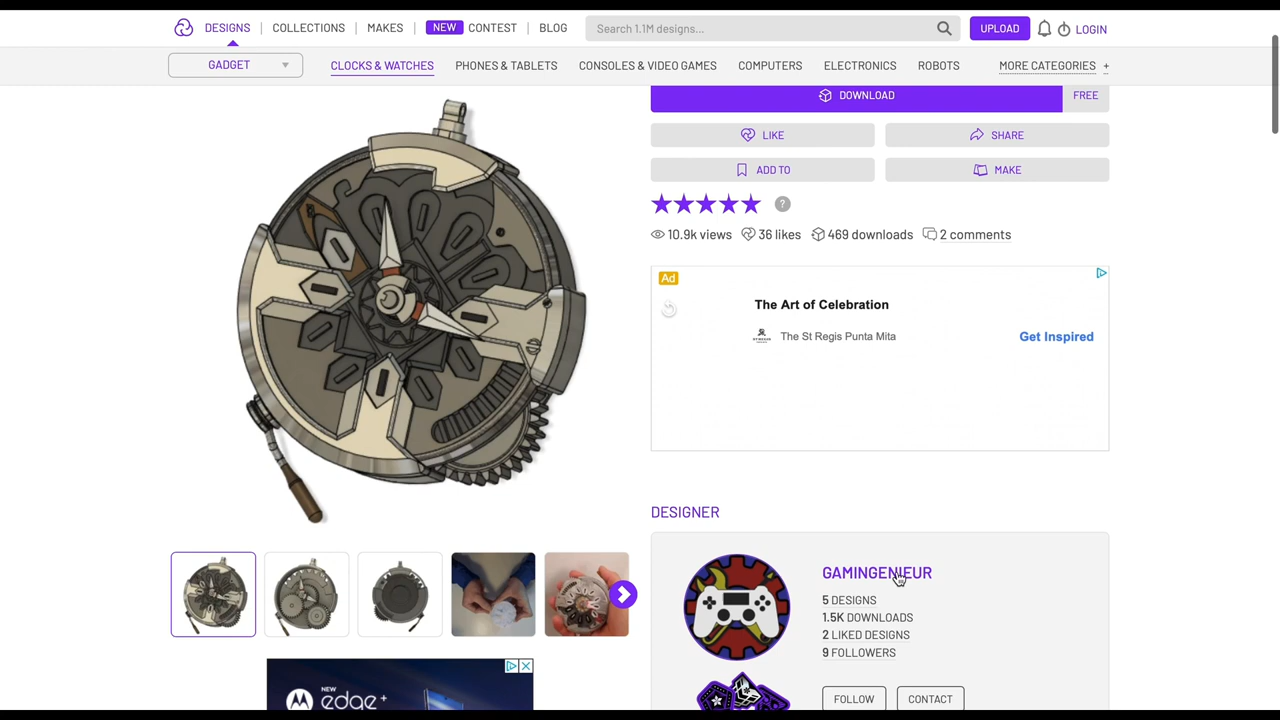 DESIGNS
COLLECTIONS
MAKES
NEW CONTEST
BLOG
Search 1.1M designs...
UPLOAD
LOGIN
GADGET
CLOCKS & WATCHES
PHONES & TABLETS
CONSOLES & VIDEO GAMES
COMPUTERS
ELECTRONICS
ROBOTS
MORE CATEGORIES +
DOWNLOAD
FREE
LIKE
SHARE
ADD TO
MAKE
?
10.9k views 36 likes 469 downloads 2 comments
Ad
The Art of Celebration
The St Regis Punta Mita
Get Inspired
DESIGNER
GAMINGENIEUR
5 DESIGNS
1.5K DOWNLOADS
2 LIKED DESIGNS
9 FOLLOWERS
FOLLOW
CONTACT
NEW
edge+